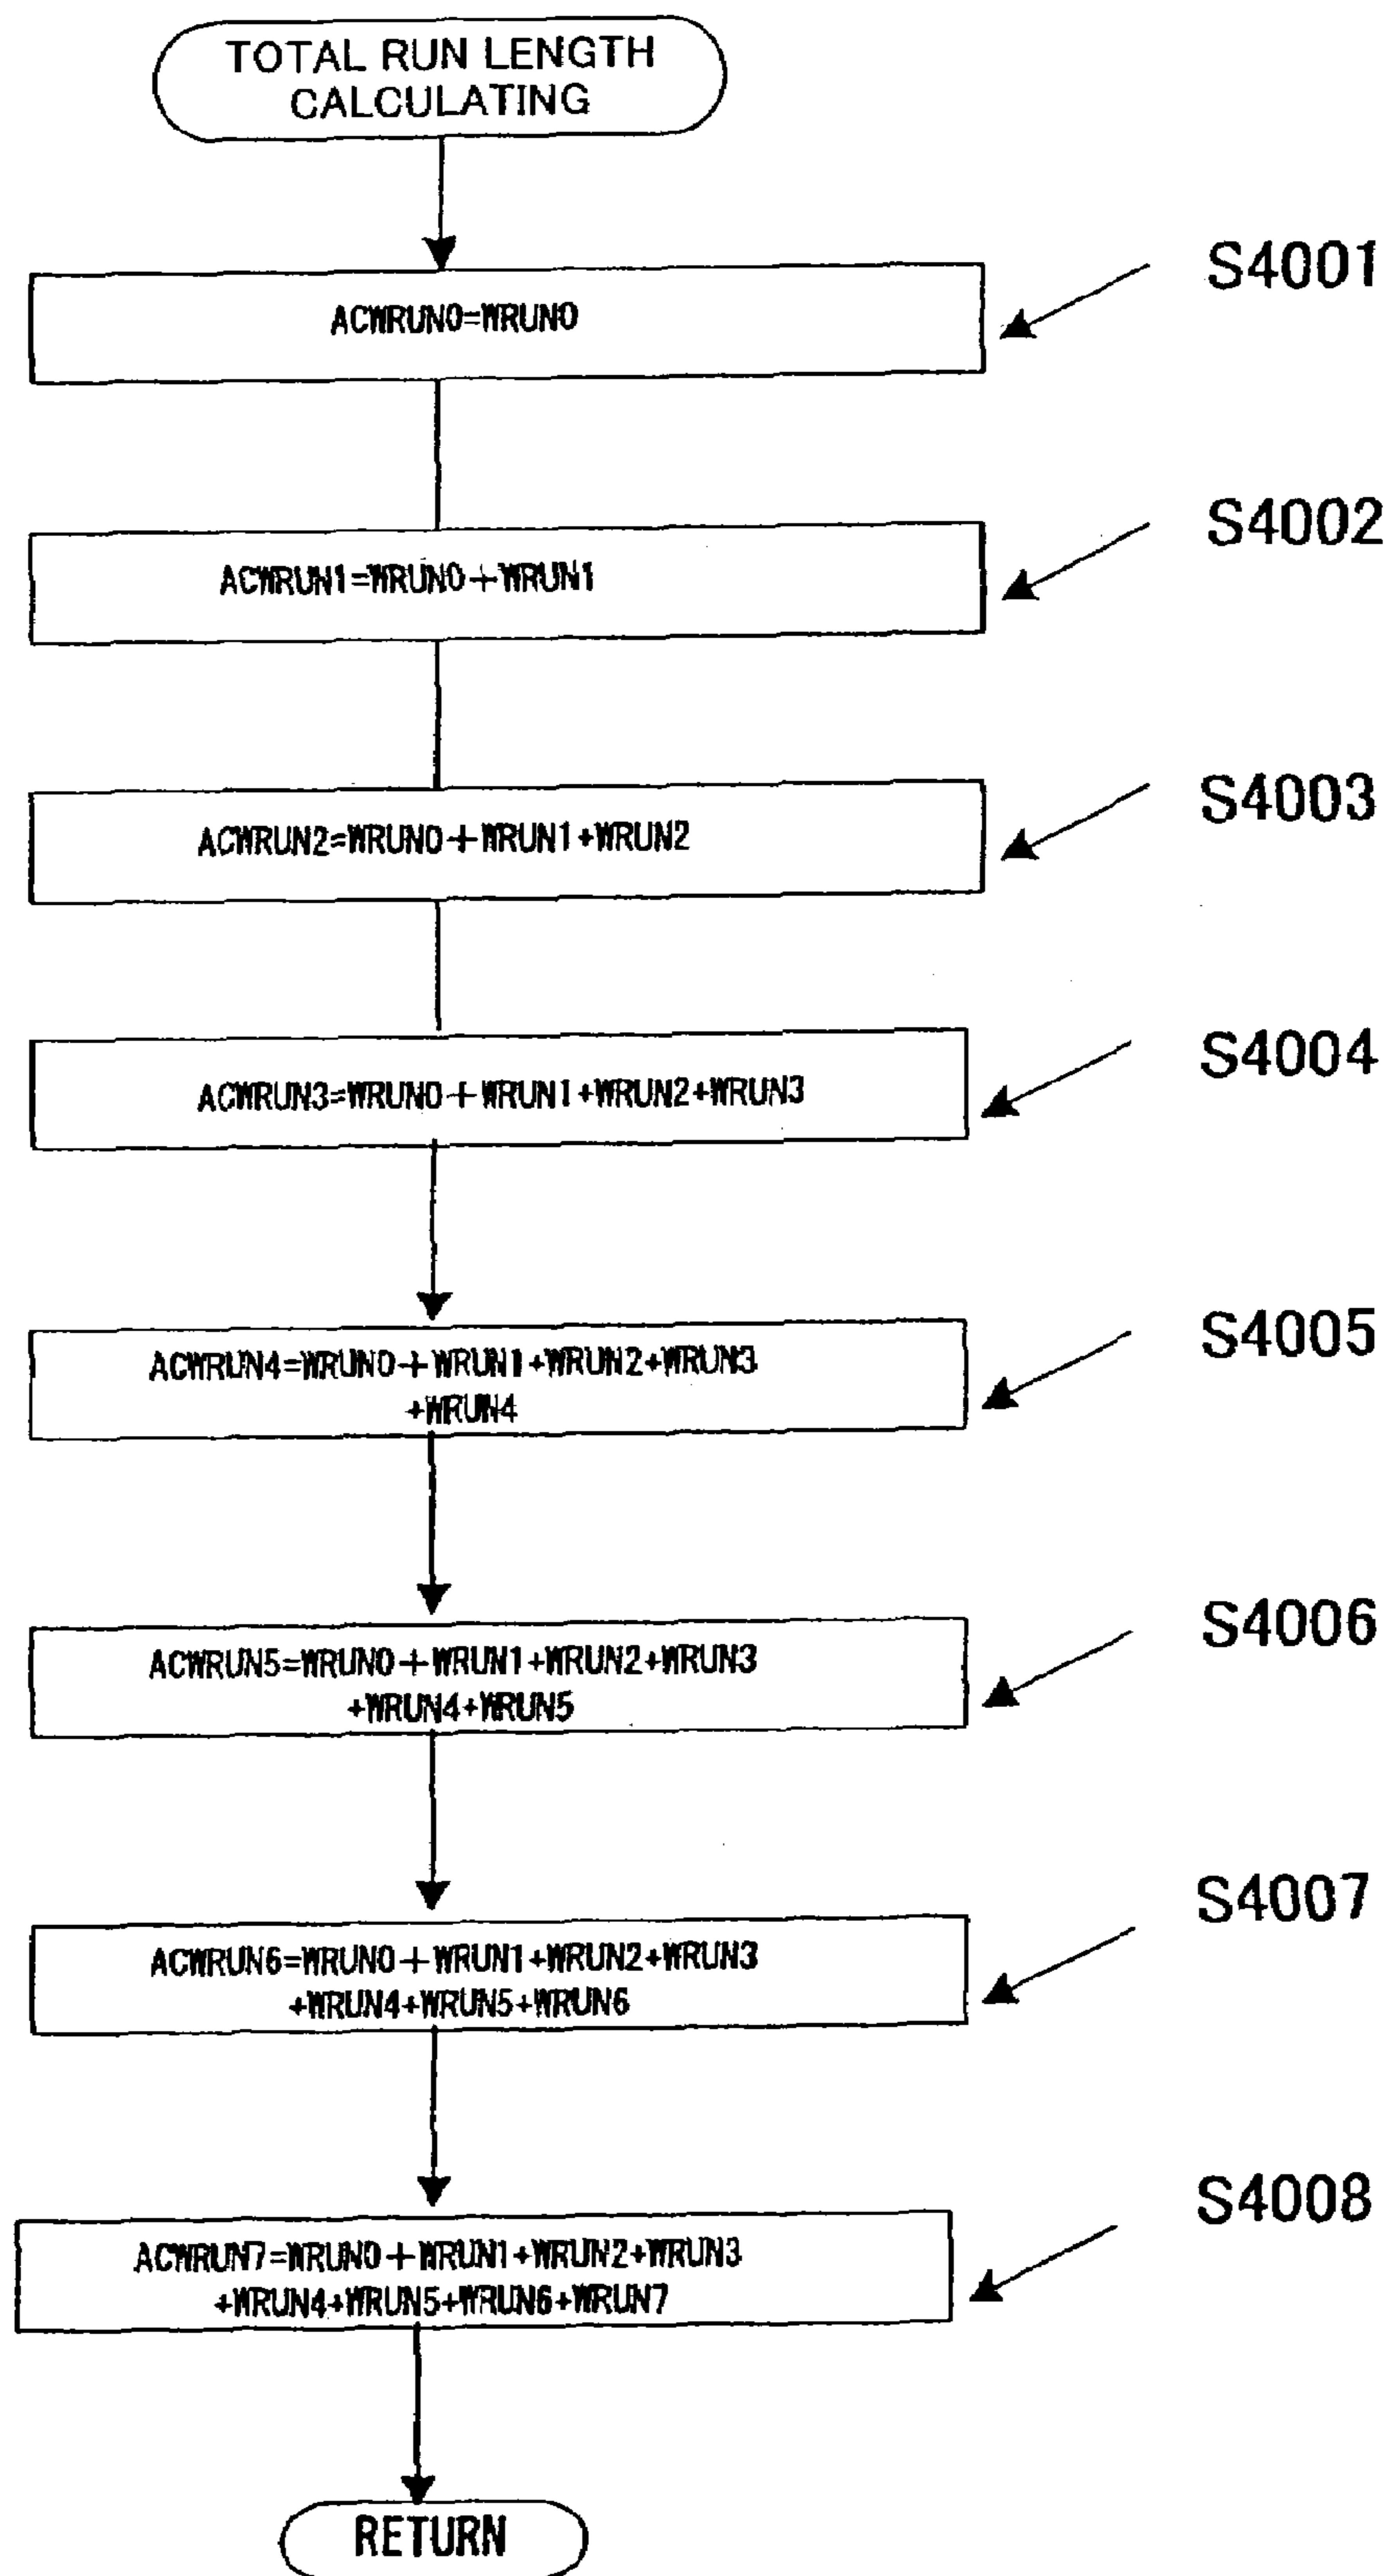 TOTAL RUN LENGTH
CALCULATING
S4001
ACWRUN0=WRUN0
S4002
ACWRUN1=WRUN0+WRUN1
S4003
ACWRUN2=WRUN0+WRUN1+WRUN2
S4004
ACWRUN3=WRUN0+WRUN1+WRUN2+WRUN3
S4005
ACWRUN4=WRUN0+WRUN1+WRUN2+WRUN3
+WRUN4
S4006
ACWRUN5=WRUN0+WRUN1+WRUN2+WRUN3
+WRUN4+WRUN5
S4007
ACWRUN6=WRUN0+WRUN1+WRUN2+WRUN3
+WRUN4+WRUN5+WRUN6
S4008
ACWRUN7=WRUN0+WRUN1+WRUN2+WRUN3
+WRUN4+WRUN5+WRUN6+WRUN7
RETURN